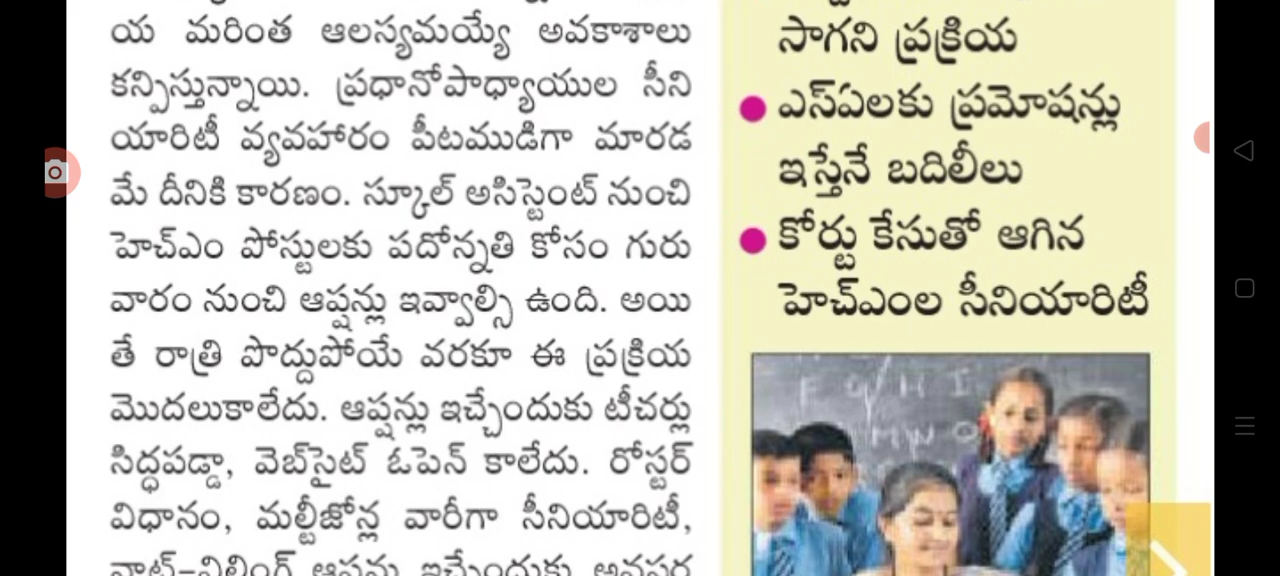 య మరింత ఆలస్యమయ్యే అవకాశాలు
కన్పిస్తున్నాయి. ప్రధానోపాధ్యాయుల సీని
యారిటీ వ్యవహారం పీటముడిగా మారడ
మే దీనికి కారణం. స్కూల్ అసిస్టెంట్ నుంచి
హెచ్ఎం పోస్టులకు పదోన్నతి కోసం గురు
వారం నుంచి ఆప్షన్లు ఇవ్వాల్సి ఉంది. అయి
తే రాత్రి పొద్దుపోయే వరకూ ఈ ప్రక్రియ
మొదలుకాలేదు. ఆప్షన్లు ఇచ్చేందుకు టీచర్లు
సిద్ధపడ్డా, వెబ్‌సైట్ ఓపెన్ కాలేదు. రోస్టర్
విధానం, మల్టీజోన్ల వారీగా సీనియారిటీ,
సాగని ప్రక్రియ
● ఎస్ఏలకు ప్రమోషన్లు
ఇస్తేనే బదిలీలు
● కోర్టు కేసుతో ఆగిన
హెచ్ఎంల సీనియారిటీ
F G H I
M W O